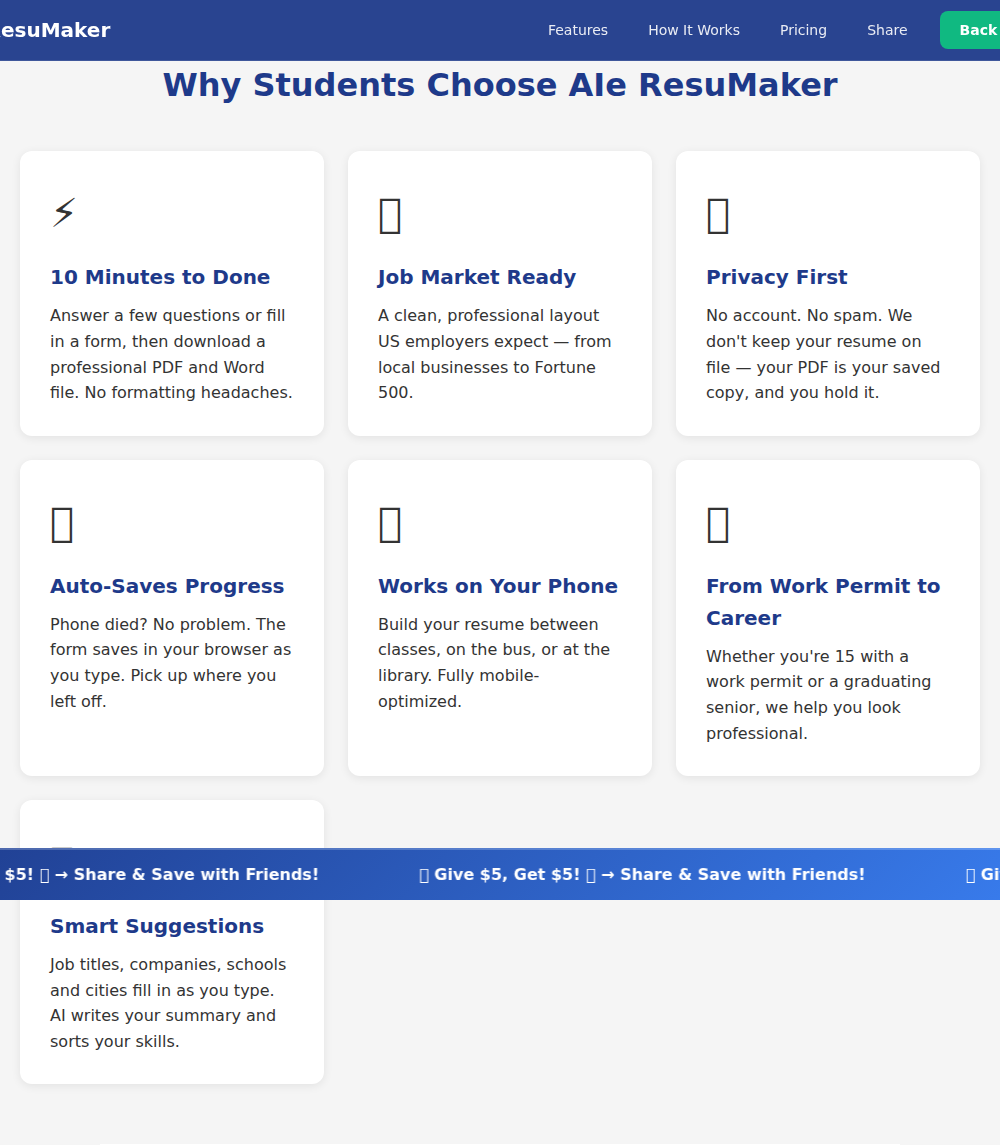 esuMaker
Features
How It Works
Pricing
Share
Back
Why Students Choose AIe ResuMaker
⚡
10 Minutes to Done
Answer a few questions or fill
in a form, then download a
professional PDF and Word
file. No formatting headaches.
Job Market Ready
A clean, professional layout
US employers expect — from
local businesses to Fortune
500.
Privacy First
No account. No spam. We
don't keep your resume on
file — your PDF is your saved
copy, and you hold it.
Auto-Saves Progress
Phone died? No problem. The
form saves in your browser as
you type. Pick up where you
left off.
Works on Your Phone
Build your resume between
classes, on the bus, or at the
library. Fully mobile-
optimized.
From Work Permit to
Career
Whether you're 15 with a
work permit or a graduating
senior, we help you look
professional.
$5! → Share & Save with Friends!
Give $5, Get $5! → Share & Save with Friends!
Gi
Smart Suggestions
Job titles, companies, schools
and cities fill in as you type.
AI writes your summary and
sorts your skills.